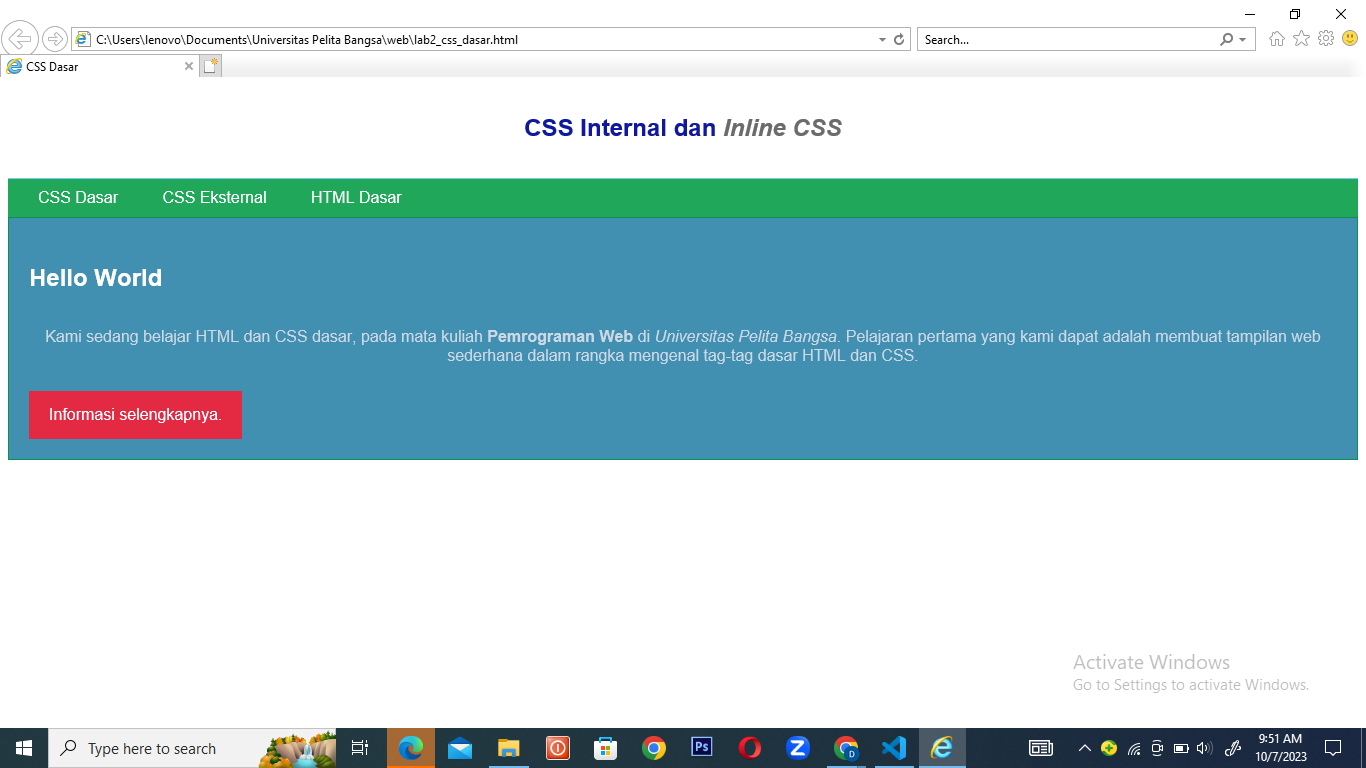 C:\Users\lenovo\Documents\Universitas Pelita Bangsa\web\lab2_css_dasar.html
Search...
CSS Dasar
CSS Internal dan Inline CSS
CSS Dasar CSS Eksternal HTML Dasar
Hello World
Kami sedang belajar HTML dan CSS dasar, pada mata kuliah Pemrograman Web di Universitas Pelita Bangsa. Pelajaran pertama yang kami dapat adalah membuat tampilan web
sederhana dalam rangka mengenal tag-tag dasar HTML dan CSS.
Informasi selengkapnya.
Activate Windows
Go to Settings to activate Windows.
Type here to search
Ps
D
9:51 AM
10/7/2023